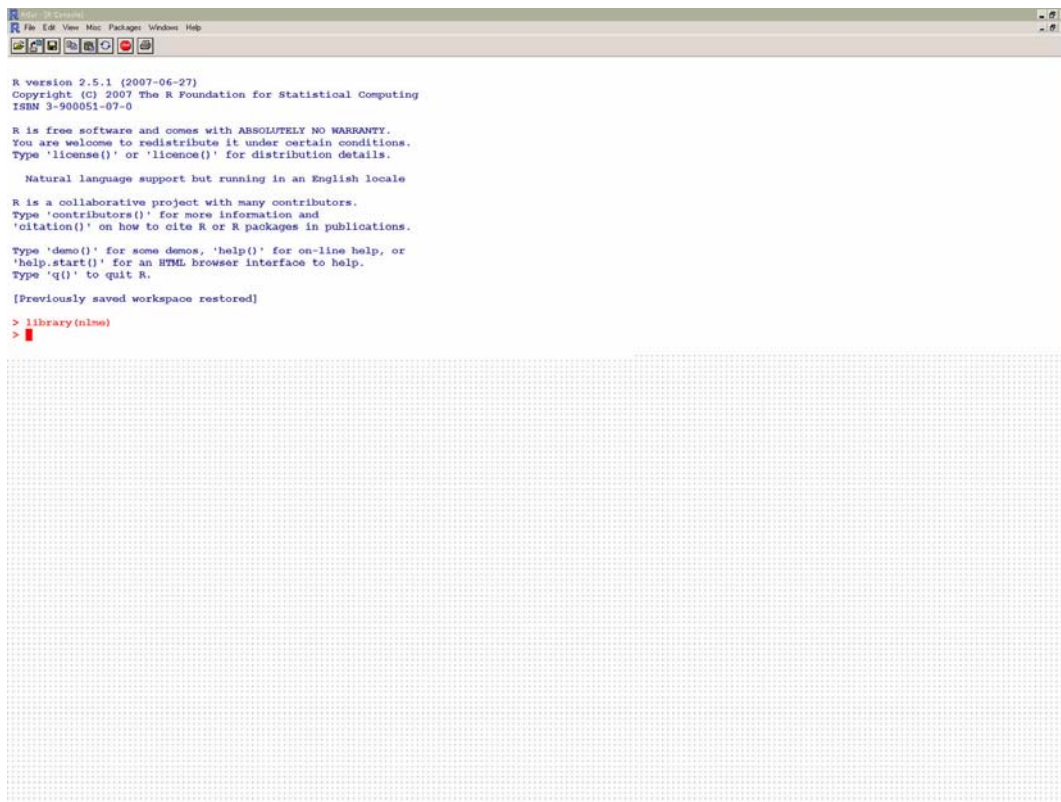 RGui - [R Console]
File Edit View Misc Packages Windows Help
R version 2.5.1 (2007-06-27)
Copyright (C) 2007 The R Foundation for Statistical Computing
ISBN 3-900051-07-0
R is free software and comes with ABSOLUTELY NO WARRANTY.
You are welcome to redistribute it under certain conditions.
Type 'license()' or 'licence()' for distribution details.
Natural language support but running in an English locale
R is a collaborative project with many contributors.
Type 'contributors()' for more information and
'citation()' on how to cite R or R packages in publications.
Type 'demo()' for some demos, 'help()' for on-line help, or
'help.start()' for an HTML browser interface to help.
Type 'q()' to quit R.
[Previously saved workspace restored]
> library(nlme)
>